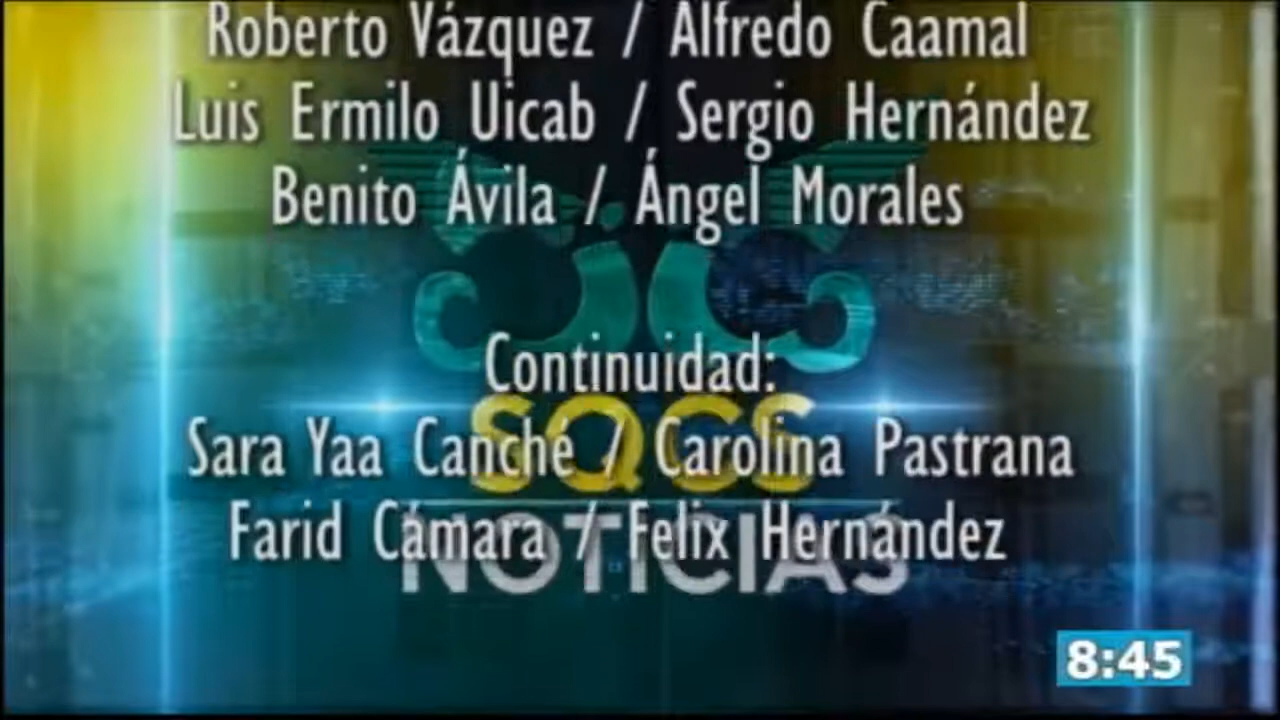 Roberto Vázquez / Alfredo Caamal
Luis Ermilo Uicab / Sergio Hernández
Benito Ávila / Ángel Morales
Continuidad:
SQCS
Sara Yaa Canché / Carolina Pastrana
Farid Cámara / Felix Hernández
NOTICIAS
8:45